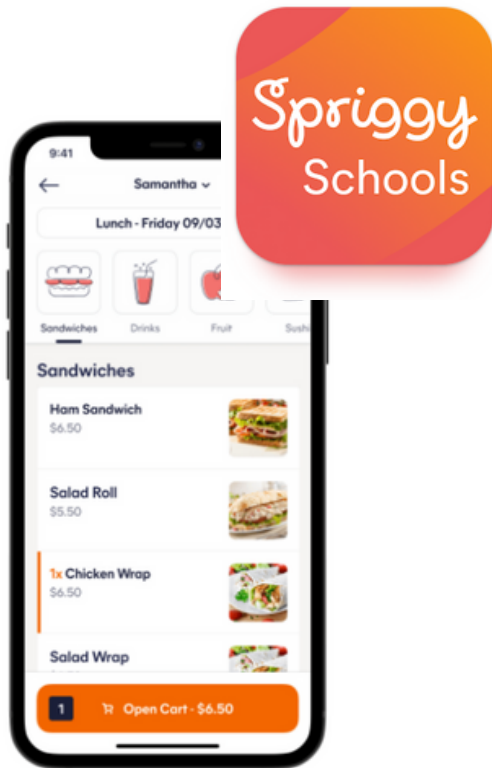 Spriggy
Schools
9:41
Samantha
Lunch - Friday 09/03
Sandwiches
Drinks
Fruit
Sushi
Sandwiches
Ham Sandwich
$6.50
Salad Roll
$5.50
1x Chicken Wrap
$6.50
Salad Wrap
1
Open Cart - $6.50